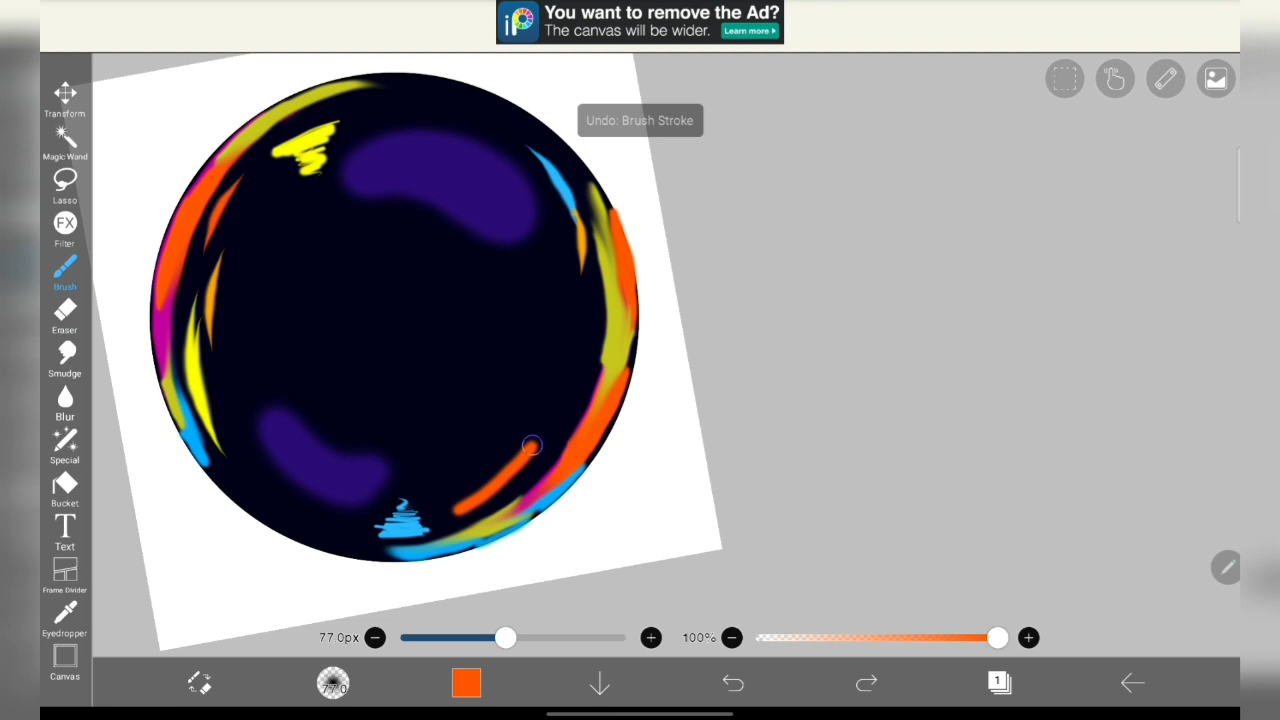 You want to remove the Ad?
The canvas will be wider.
Learn more
Undo: Brush Stroke
Transform
Magic Wand
Lasso
FX
Filter
Brush
Eraser
Smudge
Blur
Special
Bucket
T
Text
Frame Divider
Eyedropper
Canvas
77.0px
100%
77.0
1